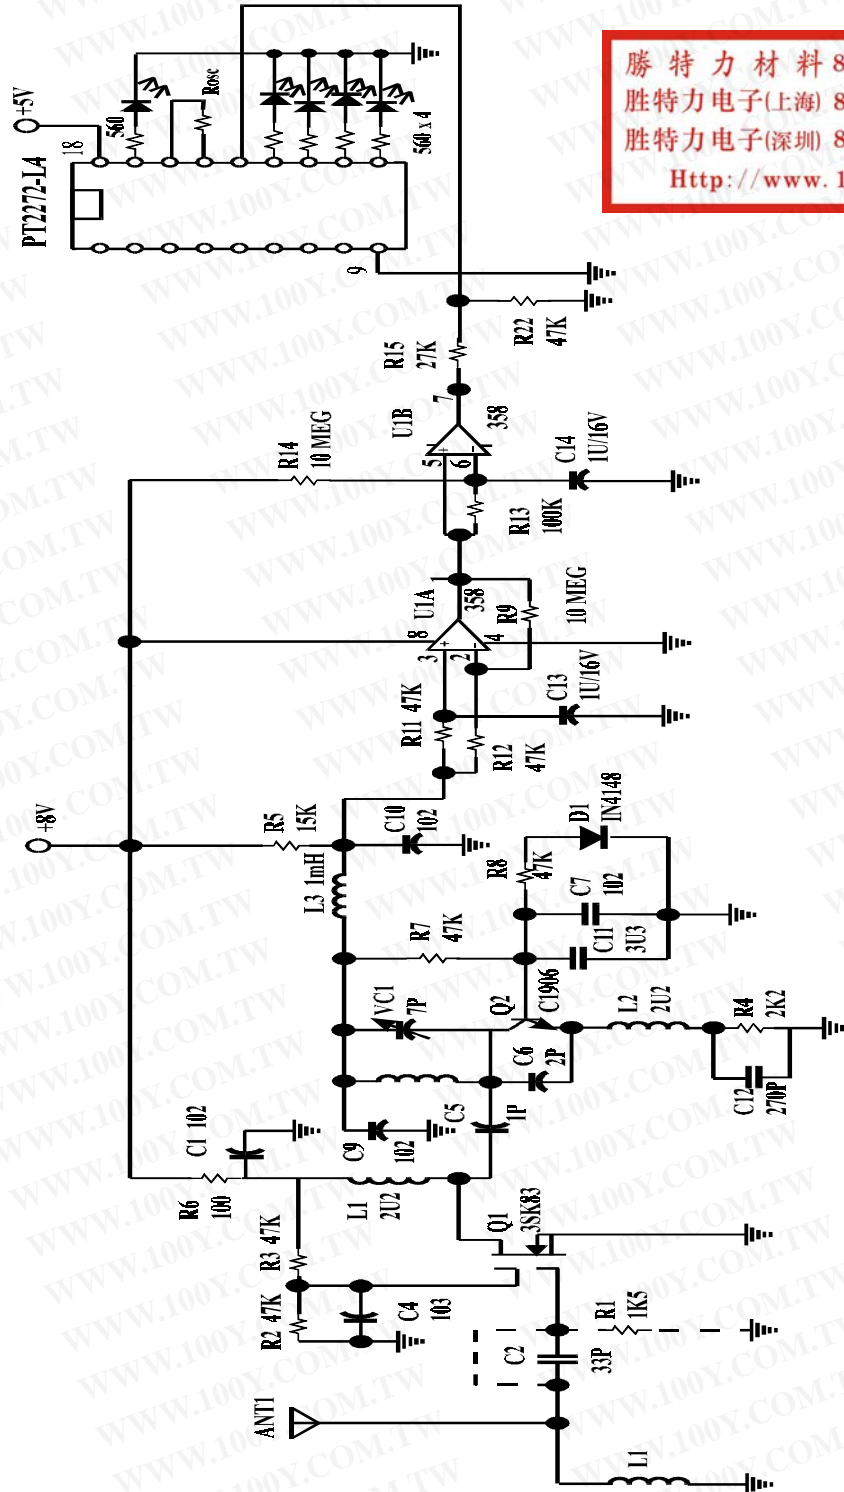 勝 特 力 材 料 8
胜特力电子(上海) 8
胜特力电子(深圳) 8
Http://www. 1
+5V
18
560
Rosc
560 x 4
PT2272-L4
9
R22
47K
R15
27K
7
U1B
358
5
6
R14
10 MEG
C14
1U/16V
R13
100K
U1A
358
8
3
2
4
R9
10 MEG
R11 47K
R12
47K
C13
1U/16V
+8V
R5
15K
C10
102
L3 1mH
R8
47K
D1
IN4148
C7
102
C11
3U3
R7
47K
VC1
7P
Q2
C1906
C6
2P
L2
2U2
R4
2K2
C12
270P
C5
1P
C9
102
C1 102
R6
100
L1
2U2
Q1
3SK83
R3 47K
R2 47K
C4
103
R1
1K5
C2
33P
ANT1
L1
WWW.100Y.COM.TW